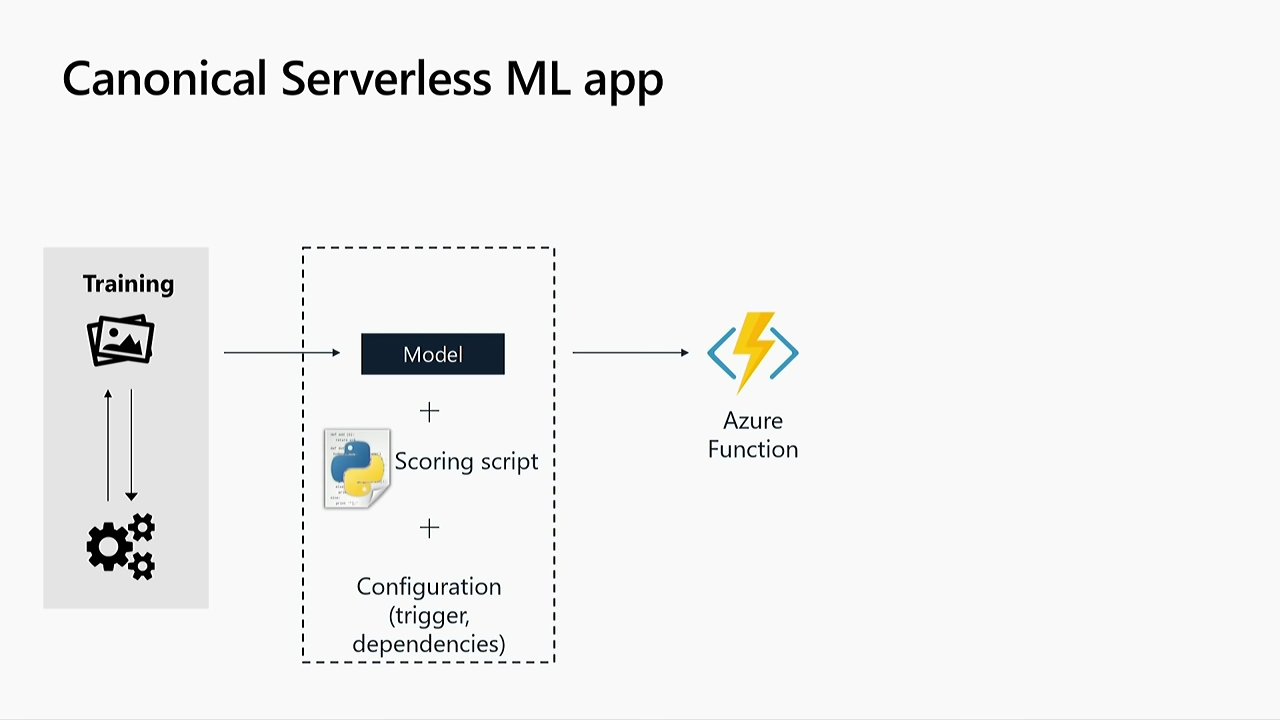 Canonical Serverless ML app
Training
Model
+
Scoring script
+
Configuration
(trigger,
dependencies)
Azure
Function